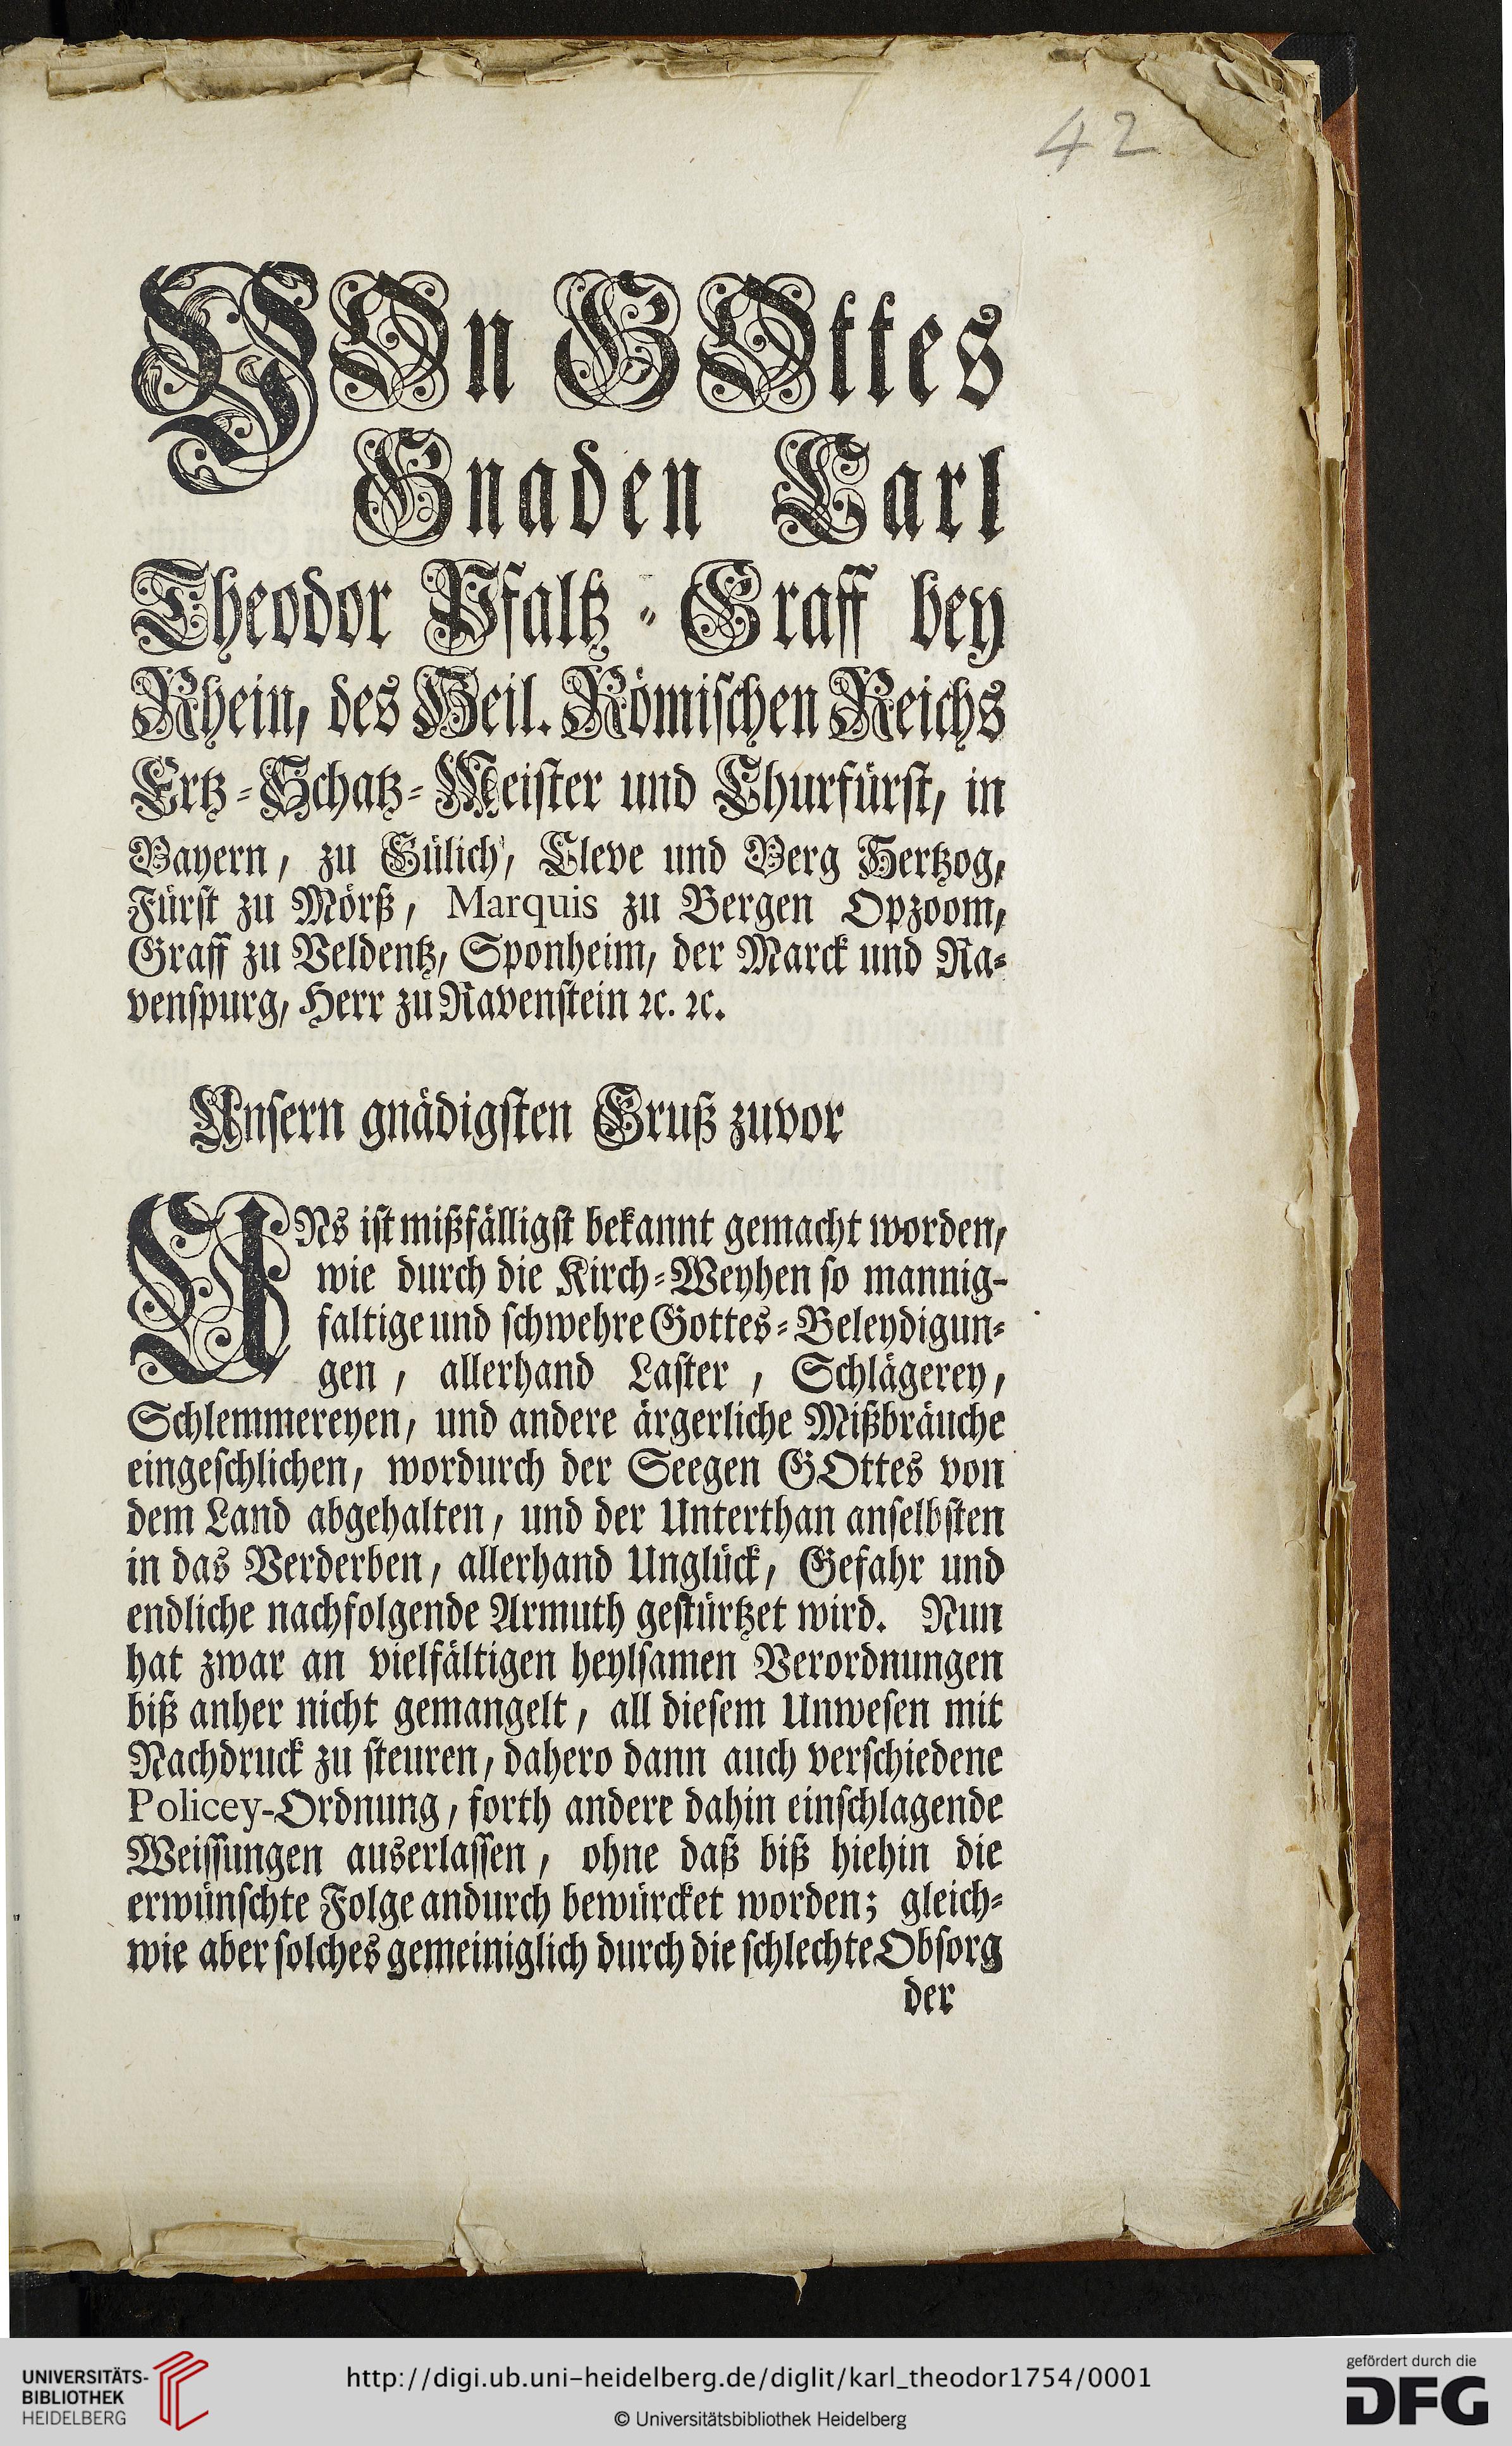 42
VOn GOttes
Gnaden Carl
Theodor Pfaltz-Graff bey
Rhein, des Heil. Römischen Reichs
Ertz-Schatz-Meister und Churfürst, in
Bayern, zu Gülich, Cleve und Berg Hertzog,
Fürst zu Mörß, Marquis zu Bergen Opzoom,
Graff zu Veldentz, Sponheim, der Marck und Ra-
venspurg, Herr zu Ravenstein ꝛc. ꝛc.
Unsern gnädigsten Gruß zuvor
UNs ist mißfälligst bekannt gemacht worden,
wie durch die Kirch-Weyhen so mannig-
faltige und schwehre Gottes-Beleydigun-
gen, allerhand Laster, Schlägerey,
Schlemmereyen, und andere ärgerliche Mißbräuche
eingeschlichen, wordurch der Seegen GOttes von
dem Land abgehalten, und der Unterthan anselbsten
in das Verderben, allerhand Unglück, Gefahr und
endliche nachfolgende Armuth gestürtzet wird. Nun
hat zwar an vielfältigen heylsamen Verordnungen
biß anher nicht gemangelt, all diesem Unwesen mit
Nachdruck zu steuren, dahero dann auch verschiedene
Policey-Ordnung, forth andere dahin einschlagende
Weissungen auserlassen, ohne daß biß hiehin die
erwünschte Folge andurch bewürcket worden; gleich-
wie aber solches gemeiniglich durch die schlechte Obsorg
der
UNIVERSITÄTS-
BIBLIOTHEK
HEIDELBERG
http://digi.ub.uni-heidelberg.de/diglit/karl_theodor1754/0001
© Universitätsbibliothek Heidelberg
gefördert durch die
DFG